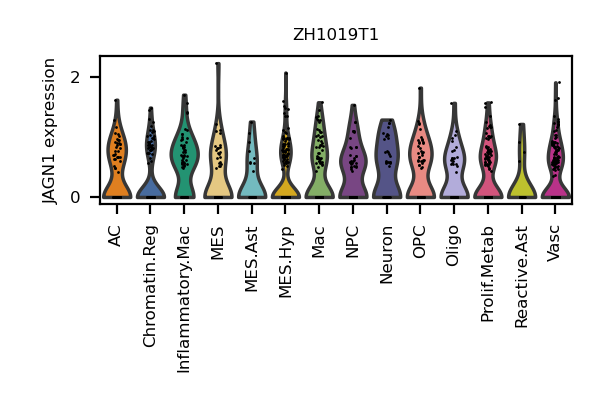 ZH1019T1
JAGN1 expression
2
0
AC
Chromatin.Reg
Inflammatory.Mac
MES
MES.Ast
MES.Hyp
Mac
NPC
Neuron
OPC
Oligo
Prolif.Metab
Reactive.Ast
Vasc